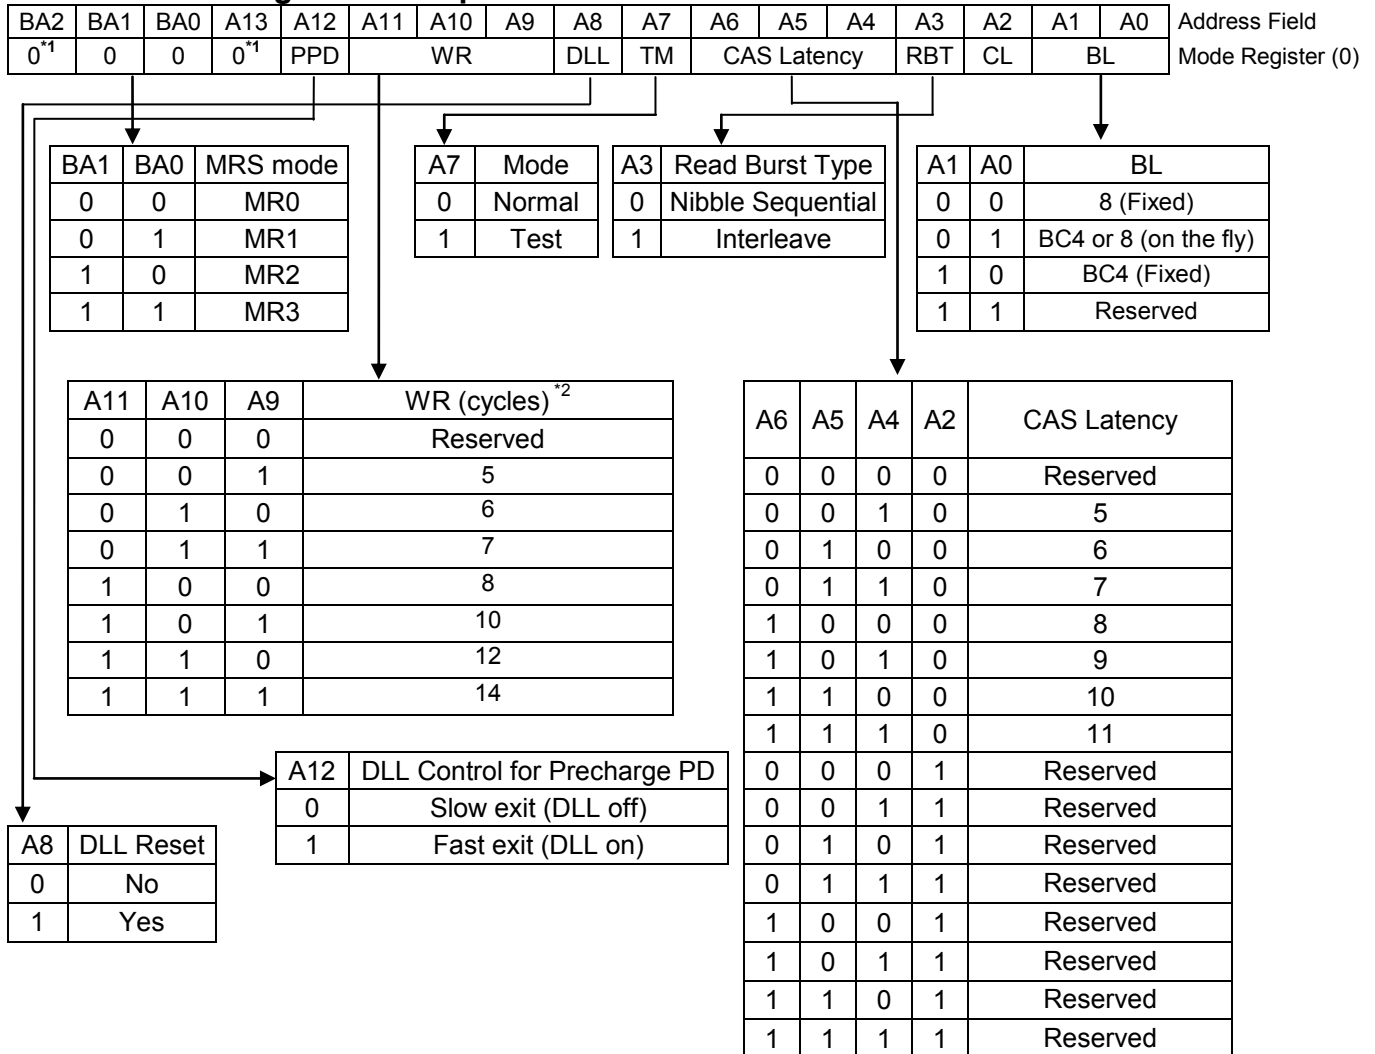 BA2 BA1 BA0 A13 A12 A11 A10 A9 A8 A7 A6 A5 A4 A3 A2 A1 A0 Address Field
0*1 0 0 0*1 PPD WR DLL TM CAS Latency RBT CL BL Mode Register (0)
BA1 BA0 MRS mode
0 0 MR0
0 1 MR1
1 0 MR2
1 1 MR3
A7 Mode
0 Normal
1 Test
A3 Read Burst Type
0 Nibble Sequential
1 Interleave
A1 A0 BL
0 0 8 (Fixed)
0 1 BC4 or 8 (on the fly)
1 0 BC4 (Fixed)
1 1 Reserved
A11 A10 A9 WR (cycles) *2
0 0 0 Reserved
0 0 1 5
0 1 0 6
0 1 1 7
1 0 0 8
1 0 1 10
1 1 0 12
1 1 1 14
A6 A5 A4 A2 CAS Latency
0 0 0 0 Reserved
0 0 1 0 5
0 1 0 0 6
0 1 1 0 7
1 0 0 0 8
1 0 1 0 9
1 1 0 0 10
1 1 1 0 11
0 0 0 1 Reserved
0 0 1 1 Reserved
0 1 0 1 Reserved
0 1 1 1 Reserved
1 0 0 1 Reserved
1 0 1 1 Reserved
1 1 0 1 Reserved
1 1 1 1 Reserved
A12 DLL Control for Precharge PD
0 Slow exit (DLL off)
1 Fast exit (DLL on)
A8 DLL Reset
0 No
1 Yes